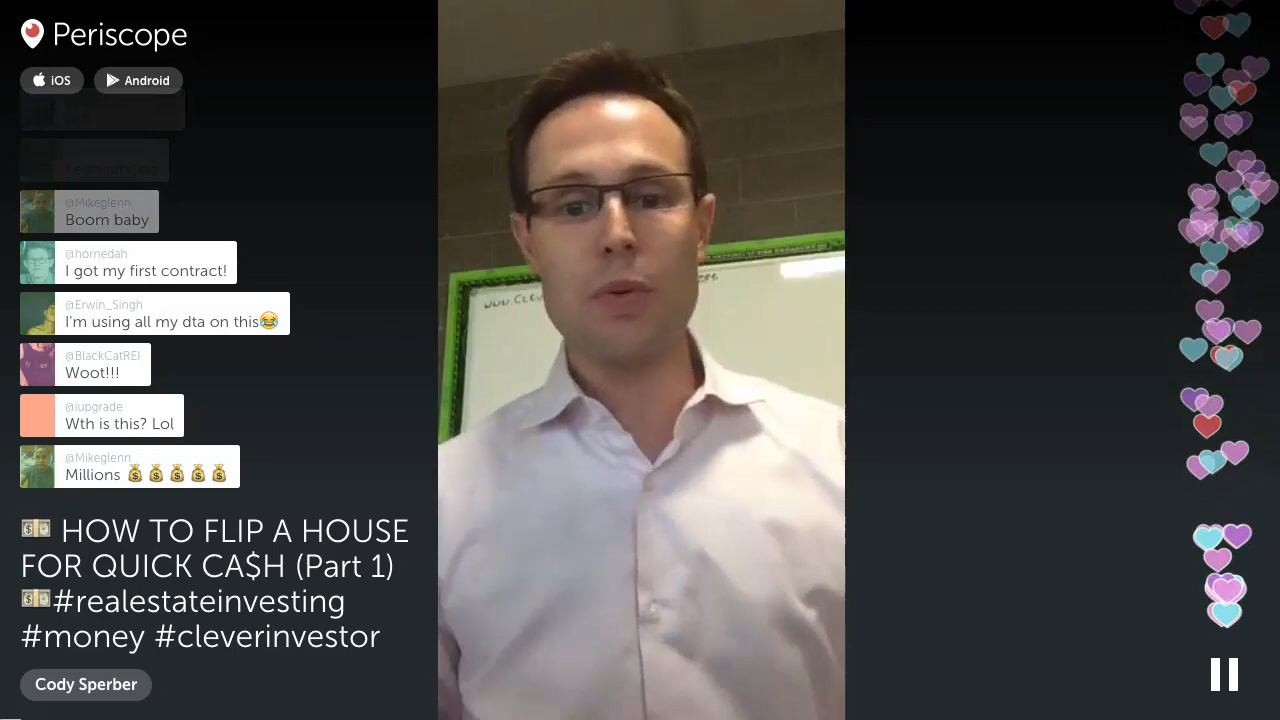 Periscope
iOS
Android
@Mikeglenn
Boom baby
@hornedah
I got my first contract!
@Erwin_Singh
I'm using all my dta on this😂
@BlackCatREI
Woot!!!
@iupgrade
Wth is this? Lol
@Mikeglenn
Millions 💰💰💰💰💰
💵 HOW TO FLIP A HOUSE
FOR QUICK CA$H (Part 1)
💵#realestateinvesting
#money #cleverinvestor
Cody Sperber